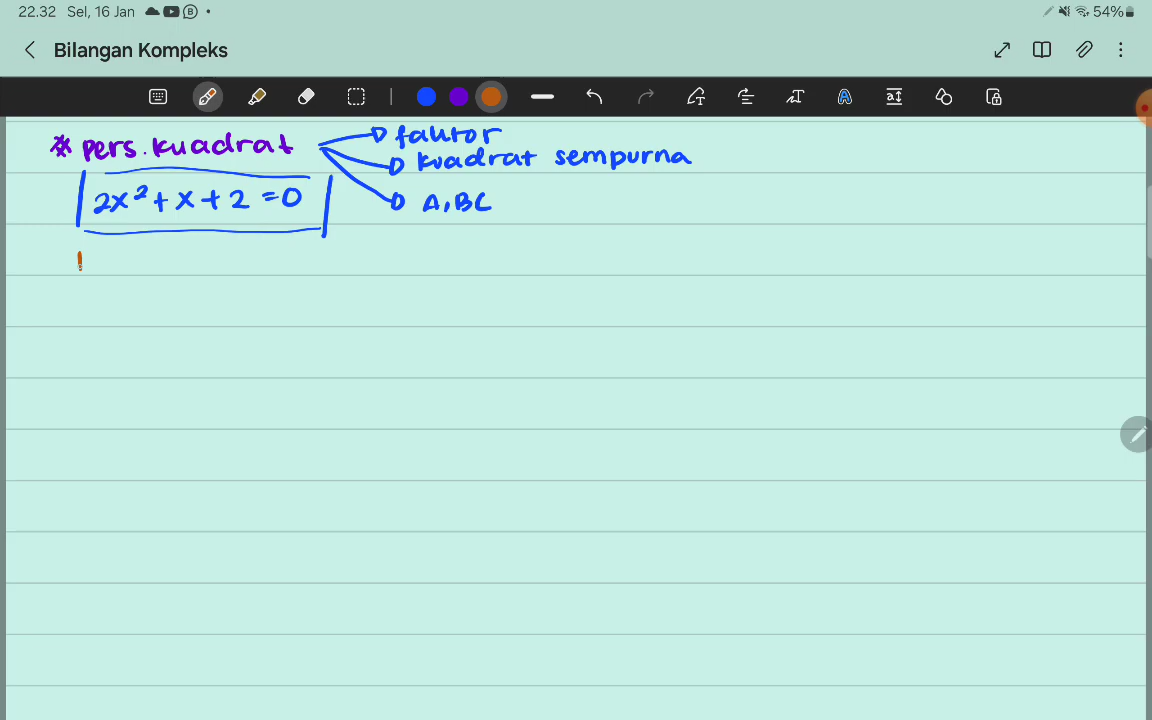 22.32 Sel, 16 Jan 54%
Bilangan Kompleks
* pers. kuadrat
faktor
kuadrat sempurna
A, BC
2x² + x + 2 = 0